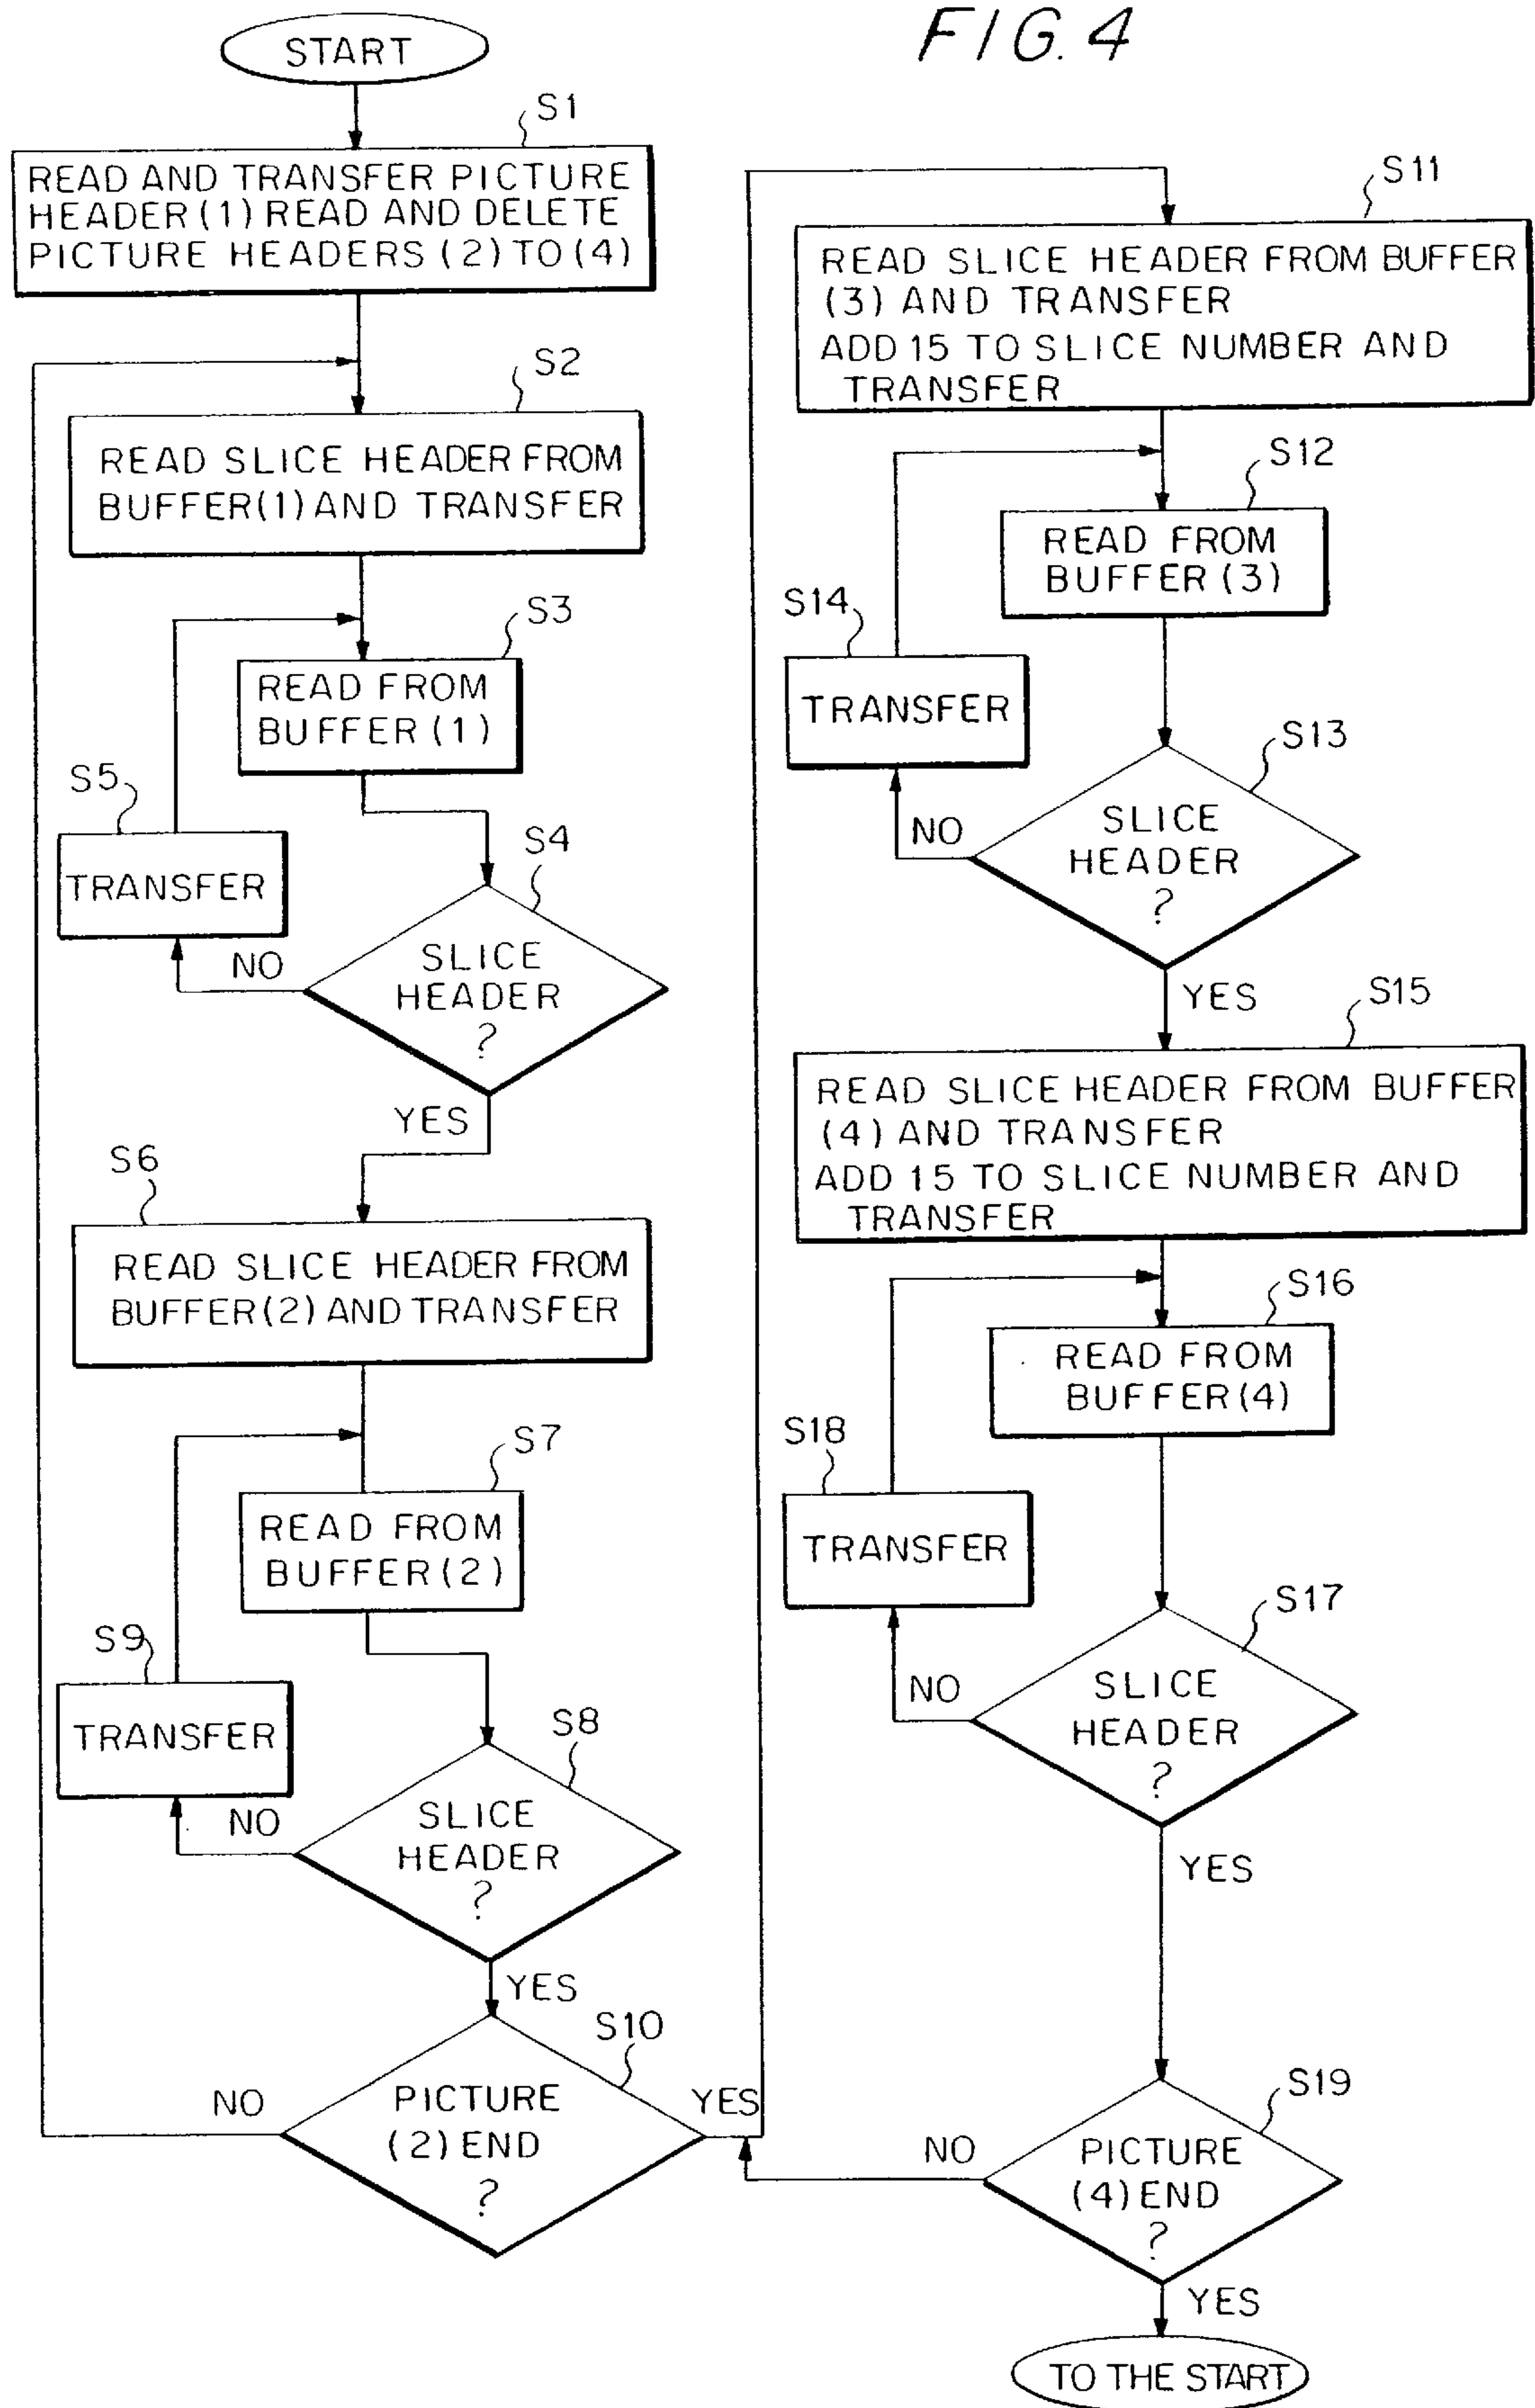 FIG. 4
START
S1
READ AND TRANSFER PICTURE
HEADER(1) READ AND DELETE
PICTURE HEADERS (2) TO (4)
S2
READ SLICE HEADER FROM
BUFFER(1) AND TRANSFER
S3
READ FROM
BUFFER (1)
S5
TRANSFER
S4
SLICE
HEADER
?
NO
YES
S6
READ SLICE HEADER FROM
BUFFER(2) AND TRANSFER
S7
READ FROM
BUFFER(2)
S9
TRANSFER
S8
SLICE
HEADER
?
NO
YES
S10
PICTURE
(2) END
?
NO
YES
S11
READ SLICE HEADER FROM BUFFER
(3) AND TRANSFER
ADD 15 TO SLICE NUMBER AND
TRANSFER
S12
READ FROM
BUFFER (3)
S14
TRANSFER
S13
SLICE
HEADER
?
NO
YES
S15
READ SLICE HEADER FROM BUFFER
(4) AND TRANSFER
ADD 15 TO SLICE NUMBER AND
TRANSFER
S16
READ FROM
BUFFER(4)
S18
TRANSFER
S17
SLICE
HEADER
?
NO
YES
S19
PICTURE
(4) END
?
NO
YES
TO THE START